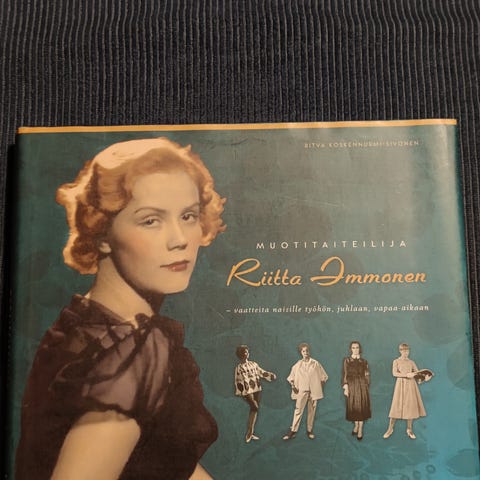 RITVA KOSKENNURMI-SIVONEN
MUOTITAITEILIJA
Riitta Immonen
– vaatteita naisille työhön, juhlaan, vapaa-aikaan